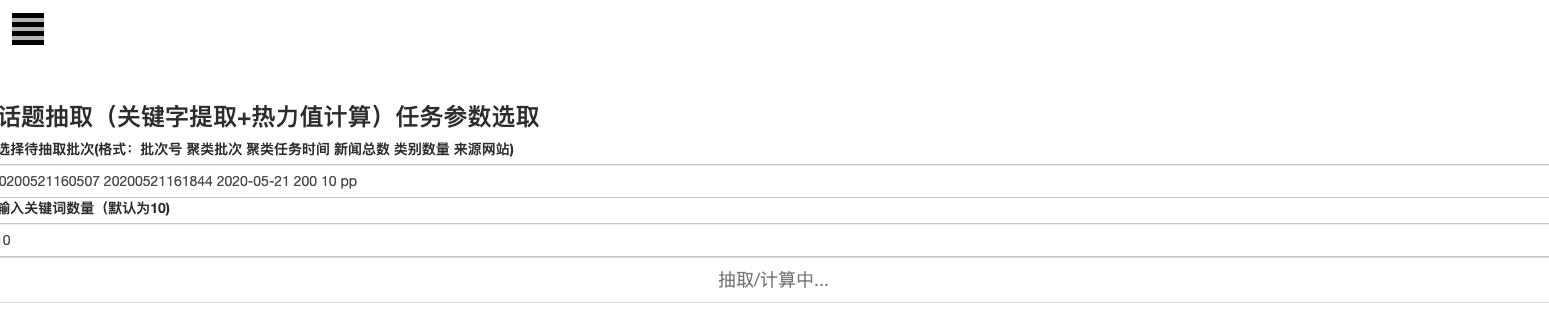 话题抽取（关键字提取+热力值计算）任务参数选取
选择待抽取批次(格式：批次号 聚类批次 聚类任务时间 新闻总数 类别数量 来源网站)
0200521160507 20200521161844 2020-05-21 200 10 pp
输入关键词数量（默认为10)
10
抽取/计算中...